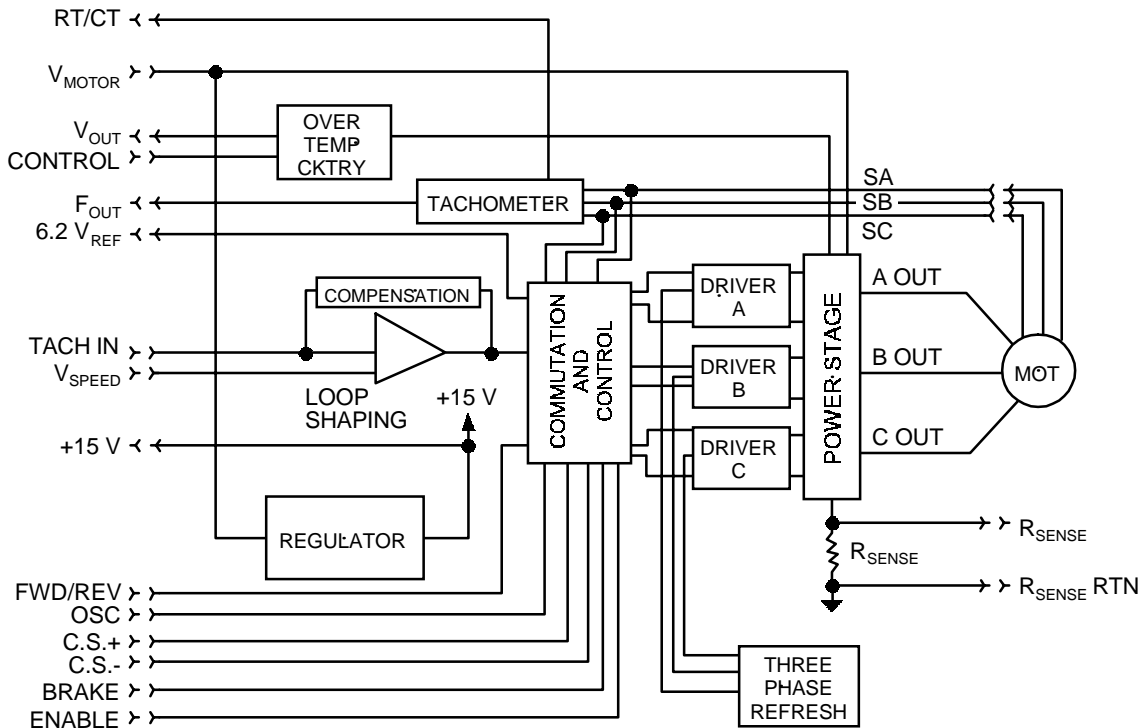 RT/CT
VMOTOR
VOUT
CONTROL
OVER
TEMP
CKTRY
FOUT
TACHOMETER
SA
SB
SC
6.2 VREF
COMPENSATION
TACH IN
VSPEED
LOOP
SHAPING
+15 V
+15 V
REGULATOR
COMMUTATION
AND
CONTROL
DRIVER
A
DRIVER
B
DRIVER
C
POWER STAGE
A OUT
B OUT
C OUT
MOT
RSENSE
RSENSE
RSENSE RTN
FWD/REV
OSC
C.S.+
C.S.-
BRAKE
ENABLE
THREE
PHASE
REFRESH